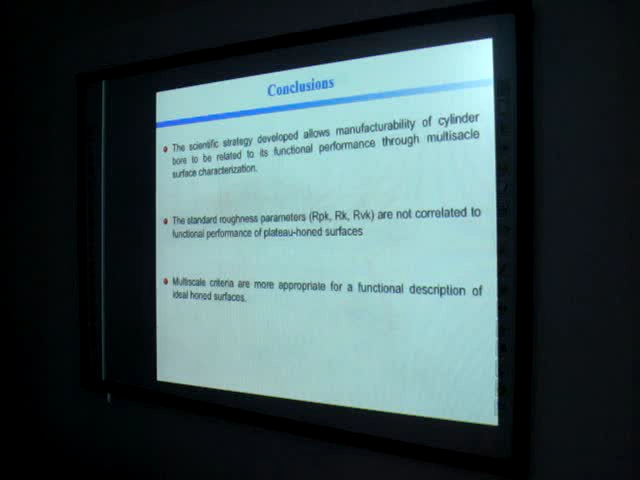 Conclusions
The scientific strategy developed allows manufacturability of cylinder
bore to be related to its functional performance through multisacle
surface characterization.
The standard roughness parameters (Rpk, Rk, Rvk) are not correlated to
functional performance of plateau-honed surfaces
Multiscale criteria are more appropriate for a functional description of
ideal honed surfaces.